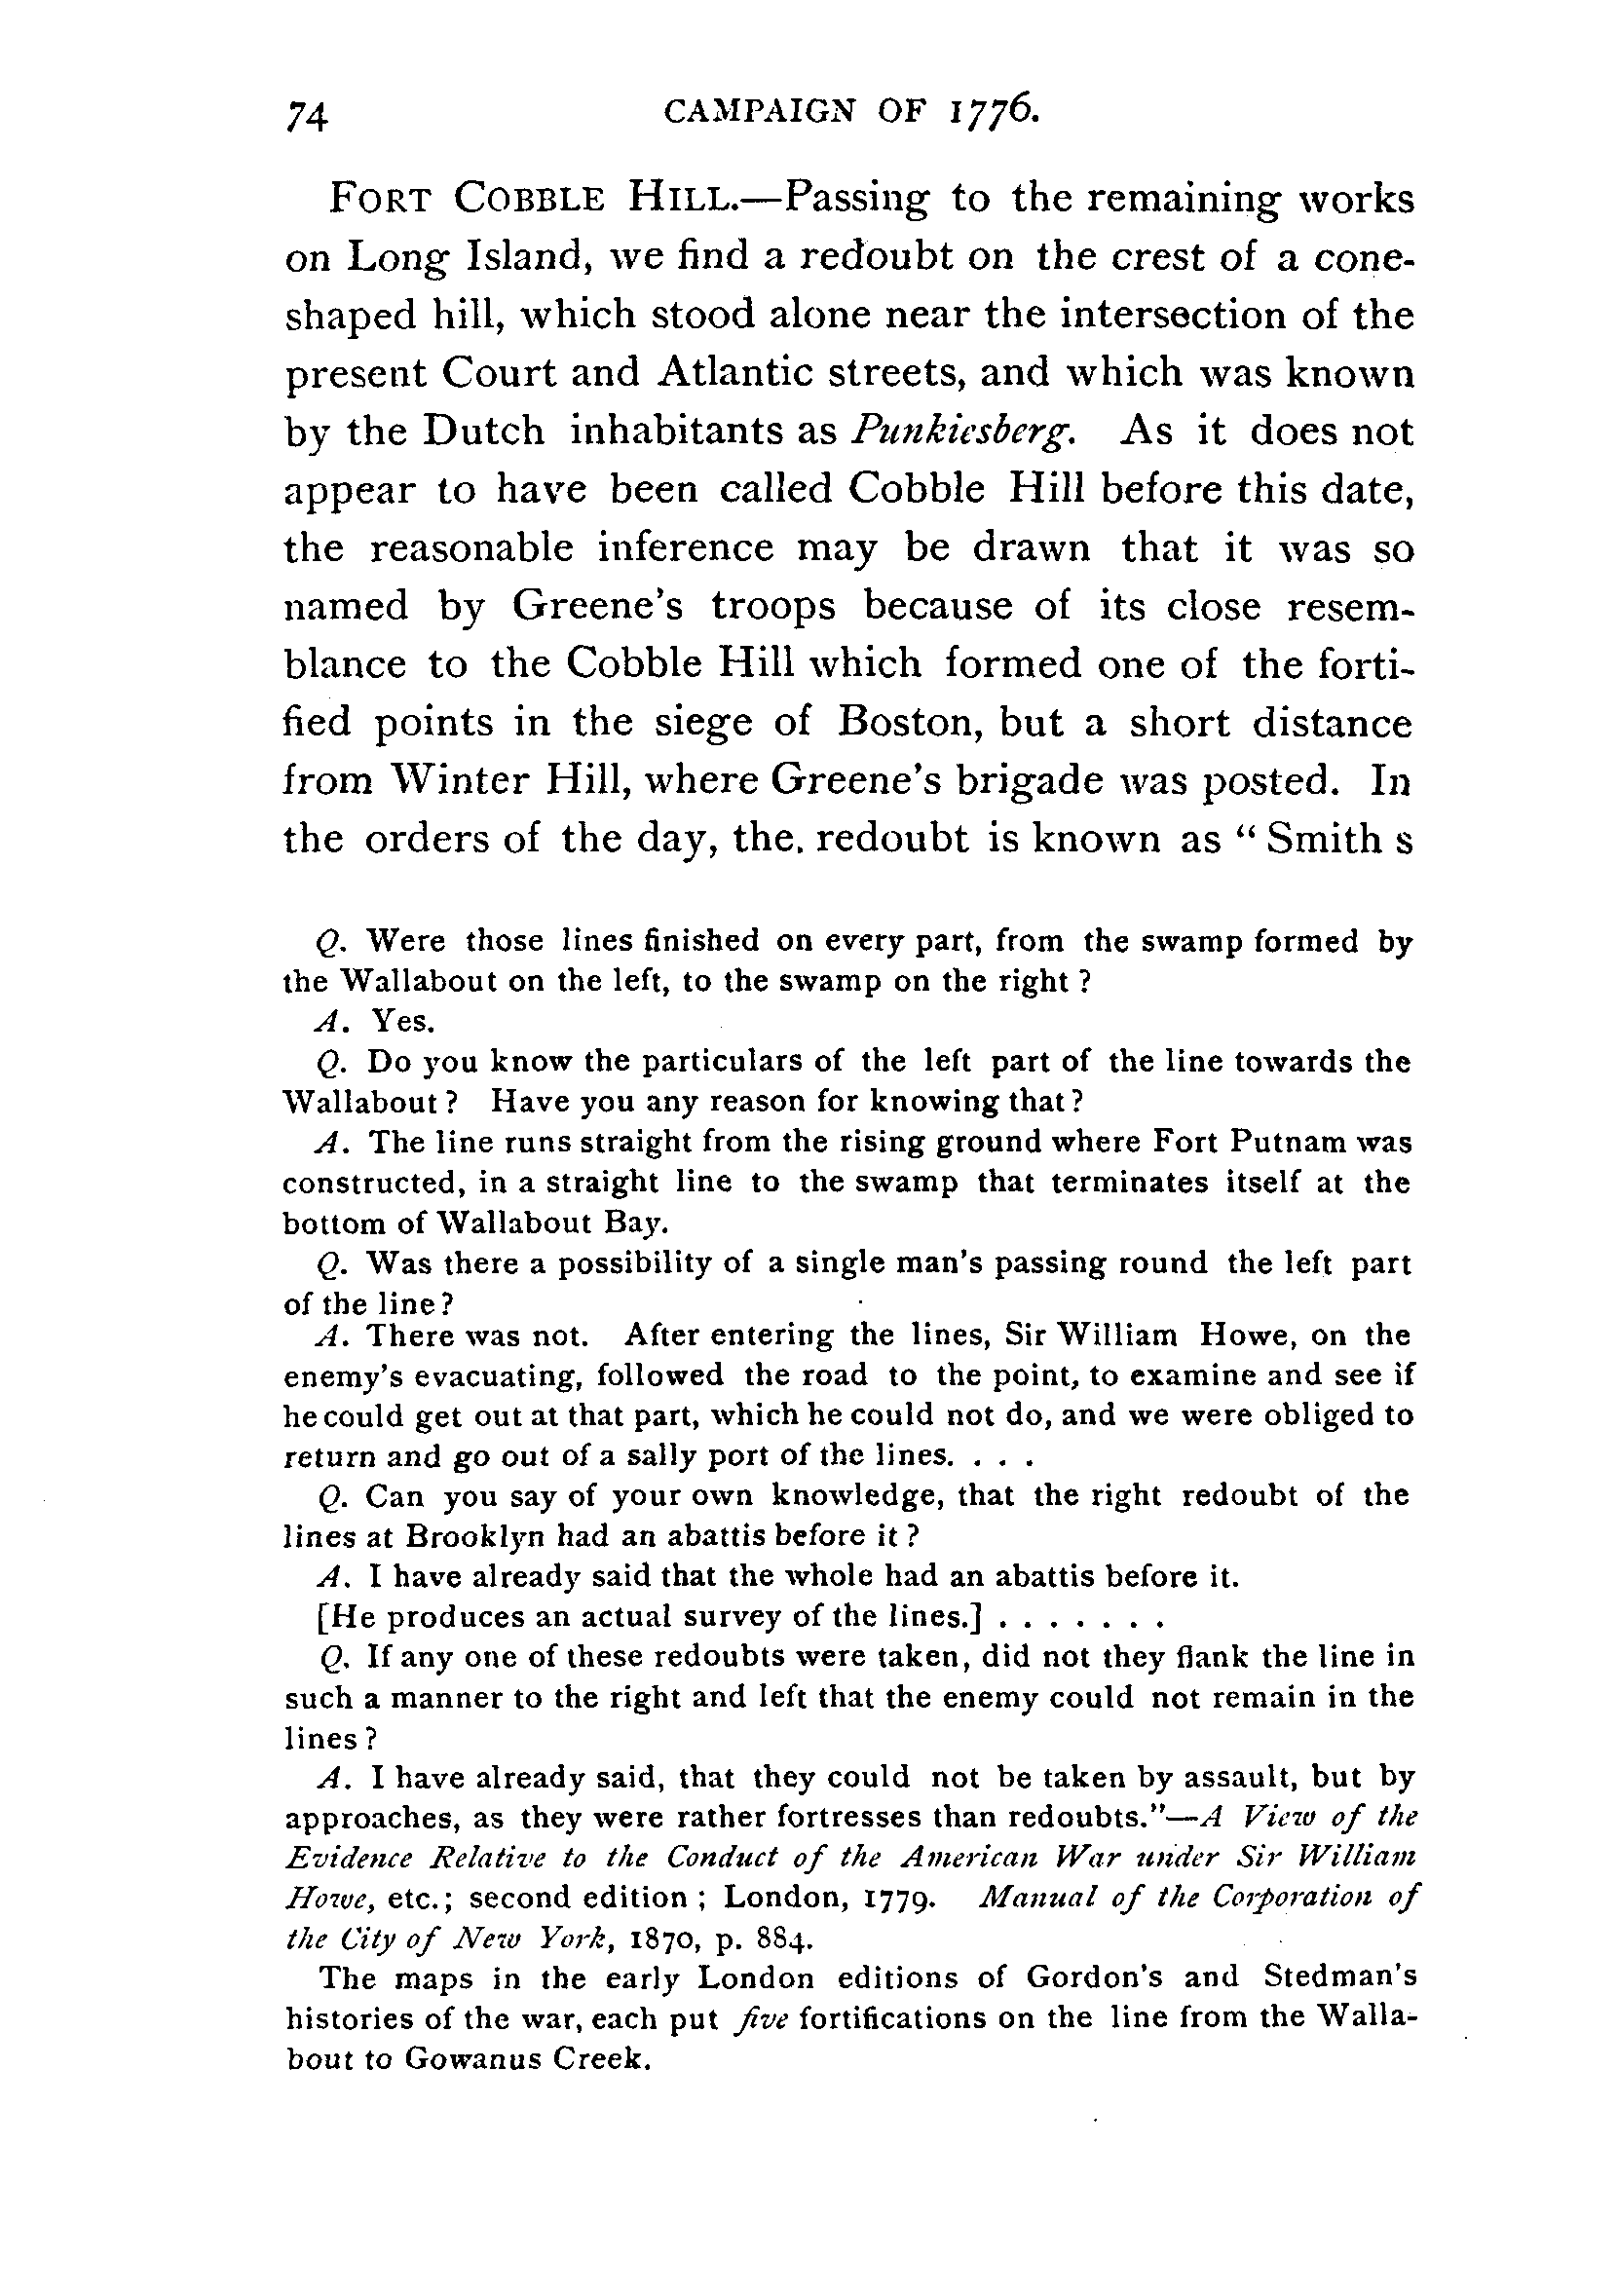 74 CAMPAIGN OF 1776.
FORT COBBLE HILL.—Passing to the remaining works
on Long Island, we find a redoubt on the crest of a cone-
shaped hill, which stood alone near the intersection of the
present Court and Atlantic streets, and which was known
by the Dutch inhabitants as Punkiesberg. As it does not
appear to have been called Cobble Hill before this date,
the reasonable inference may be drawn that it was so
named by Greene's troops because of its close resem-
blance to the Cobble Hill which formed one of the forti-
fied points in the siege of Boston, but a short distance
from Winter Hill, where Greene's brigade was posted. In
the orders of the day, the. redoubt is known as " Smith s
Q. Were those lines finished on every part, from the swamp formed by
the Wallabout on the left, to the swamp on the right ?
A. Yes.
Q. Do you know the particulars of the left part of the line towards the
Wallabout ? Have you any reason for knowing that ?
A. The line runs straight from the rising ground where Fort Putnam was
constructed, in a straight line to the swamp that terminates itself at the
bottom of Wallabout Bay.
Q. Was there a possibility of a single man's passing round the left part
of the line ?
A. There was not. After entering the lines, Sir William Howe, on the
enemy's evacuating, followed the road to the point, to examine and see if
he could get out at that part, which he could not do, and we were obliged to
return and go out of a sally port of the lines. . . .
Q. Can you say of your own knowledge, that the right redoubt of the
lines at Brooklyn had an abattis before it ?
A. I have already said that the whole had an abattis before it.
[He produces an actual survey of the lines.] . . . . . . .
Q. If any one of these redoubts were taken, did not they flank the line in
such a manner to the right and left that the enemy could not remain in the
lines ?
A. I have already said, that they could not be taken by assault, but by
approaches, as they were rather fortresses than redoubts."—A View of the
Evidence Relative to the Conduct of the American War under Sir William
Howe, etc.; second edition ; London, 1779. Manual of the Corporation of
the City of New York, 1870, p. 884.
The maps in the early London editions of Gordon's and Stedman's
histories of the war, each put five fortifications on the line from the Walla-
bout to Gowanus Creek.